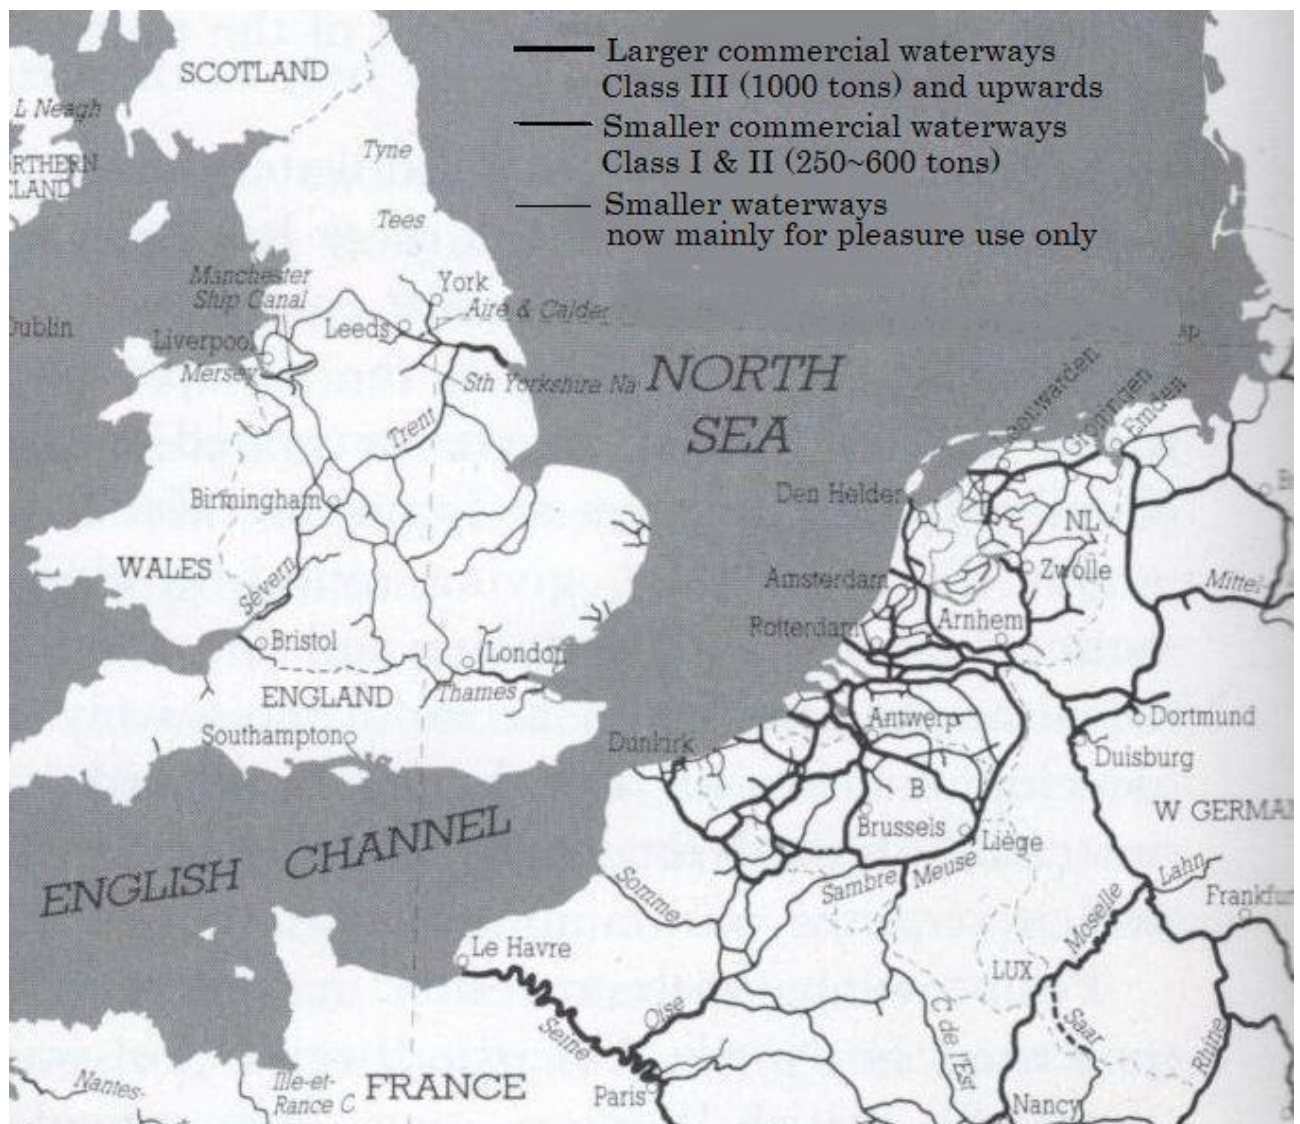 Larger commercial waterways
Class III (1000 tons) and upwards
Smaller commercial waterways
Class I & II (250~600 tons)
Smaller waterways
now mainly for pleasure use only
SCOTLAND
L Neagh
Tyne
Tees
Manchester
Ship Canal
York
Aire & Calder
Leeds
Liverpool
Mersey
Sth Yorkshire Na
NORTH
SEA
Trent
Groningen
Emden
Den Helder
Birmingham
NL
WALES
Severn
Amsterdam
Zwolle
Mittel
Rotterdam
Arnhem
Bristol
London
ENGLAND
Thames
Southampton
Antwerp
Dortmund
Dunkirk
Duisburg
B
W GERMAN
Brussels
Liège
ENGLISH CHANNEL
Somme
Sambre
Meuse
Lahn
Moselle
Frankfur
Le Havre
LUX
Oise
Seine
C de l'Est
Saar
Rhine
Nantes-
Ille-et-
Rance C
FRANCE
Paris
Nancy